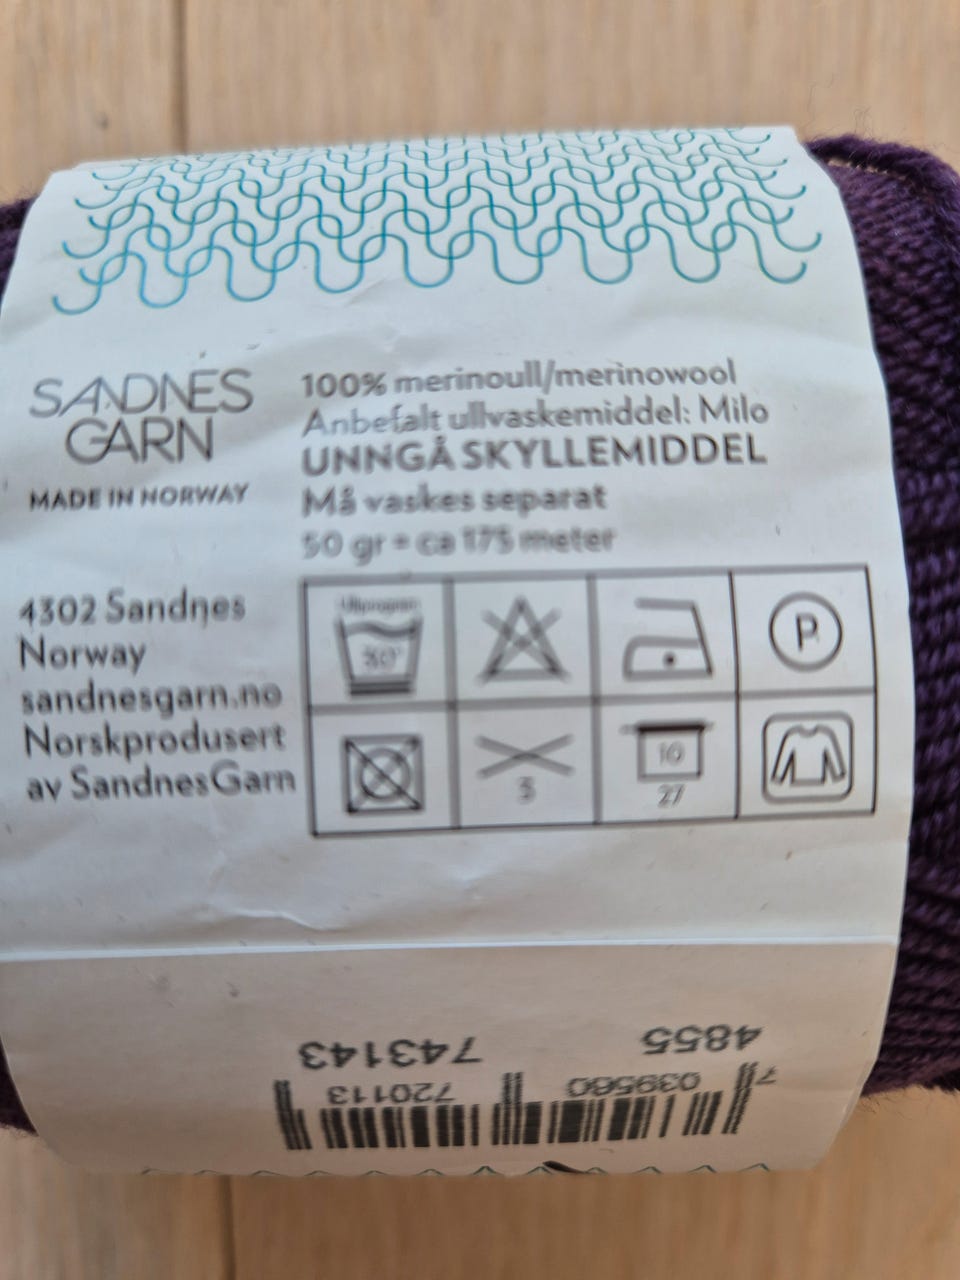 SANDNES
GARN
MADE IN NORWAY
100% merinoull/merinowool
Anbefalt ullvaskemiddel: Milo
UNNGÅ SKYLLEMIDDEL
Må vaskes separat
50 gr = ca 175 meter
4302 Sandnes
Norway
sandnesgarn.no
Norskprodusert
av SandnesGarn
Ullprogram
30°
P
3
10
27
4855
743143
7 039560 720113